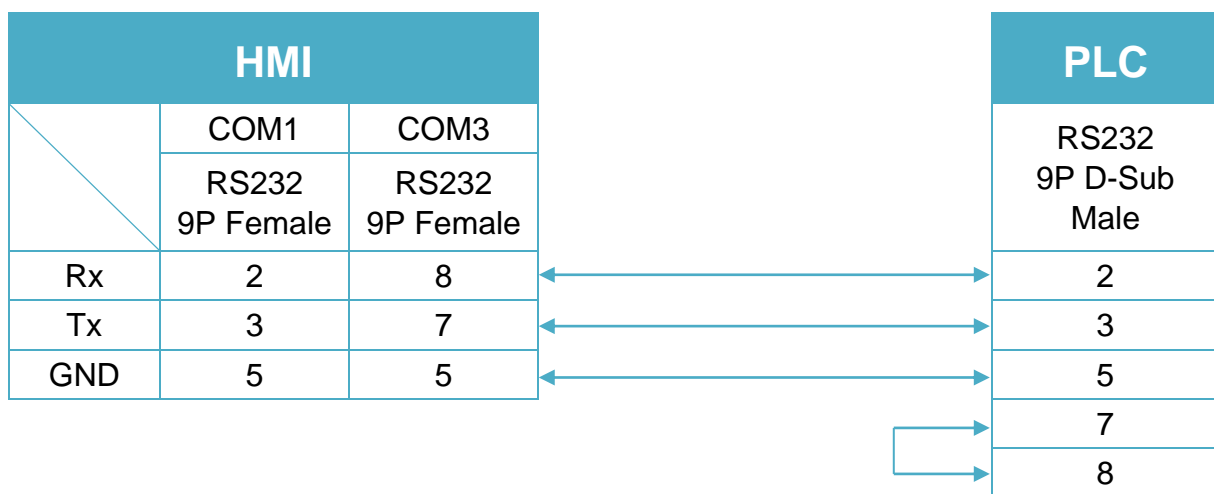 HMI PLC
COM1 COM3
RS232
9P Female
RS232
9P Female
RS232
9P D-Sub
Male
Rx 2 8 2
Tx 3 7 3
GND 5 5 5
7
8